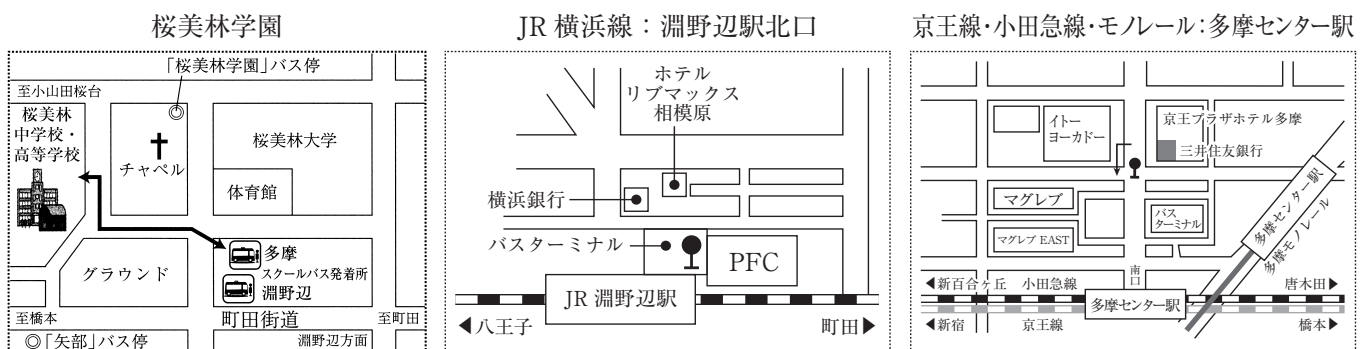 桜美林学園
「桜美林学園」バス停
至小山田桜台
桜美林
中学校・
高等学校
チャペル
桜美林大学
体育館
グラウンド
多摩
スクールバス発着所
淵野辺
至橋本
町田街道
至町田
◎「矢部」バス停
淵野辺方面
JR 横浜線：淵野辺駅北口
ホテル
リブマックス
相模原
横浜銀行
バスターミナル
PFC
JR 淵野辺駅
◀八王子
町田▶
京王線・小田急線・モノレール：多摩センター駅
イトー
ヨーカドー
京王プラザホテル多摩
三井住友銀行
マグレブ
バス
ターミナル
マグレブ EAST
多摩センター駅
多摩モノレール
南口
◀新百合ヶ丘
小田急線
唐木田▶
多摩センター駅
◀新宿
京王線
橋本▶